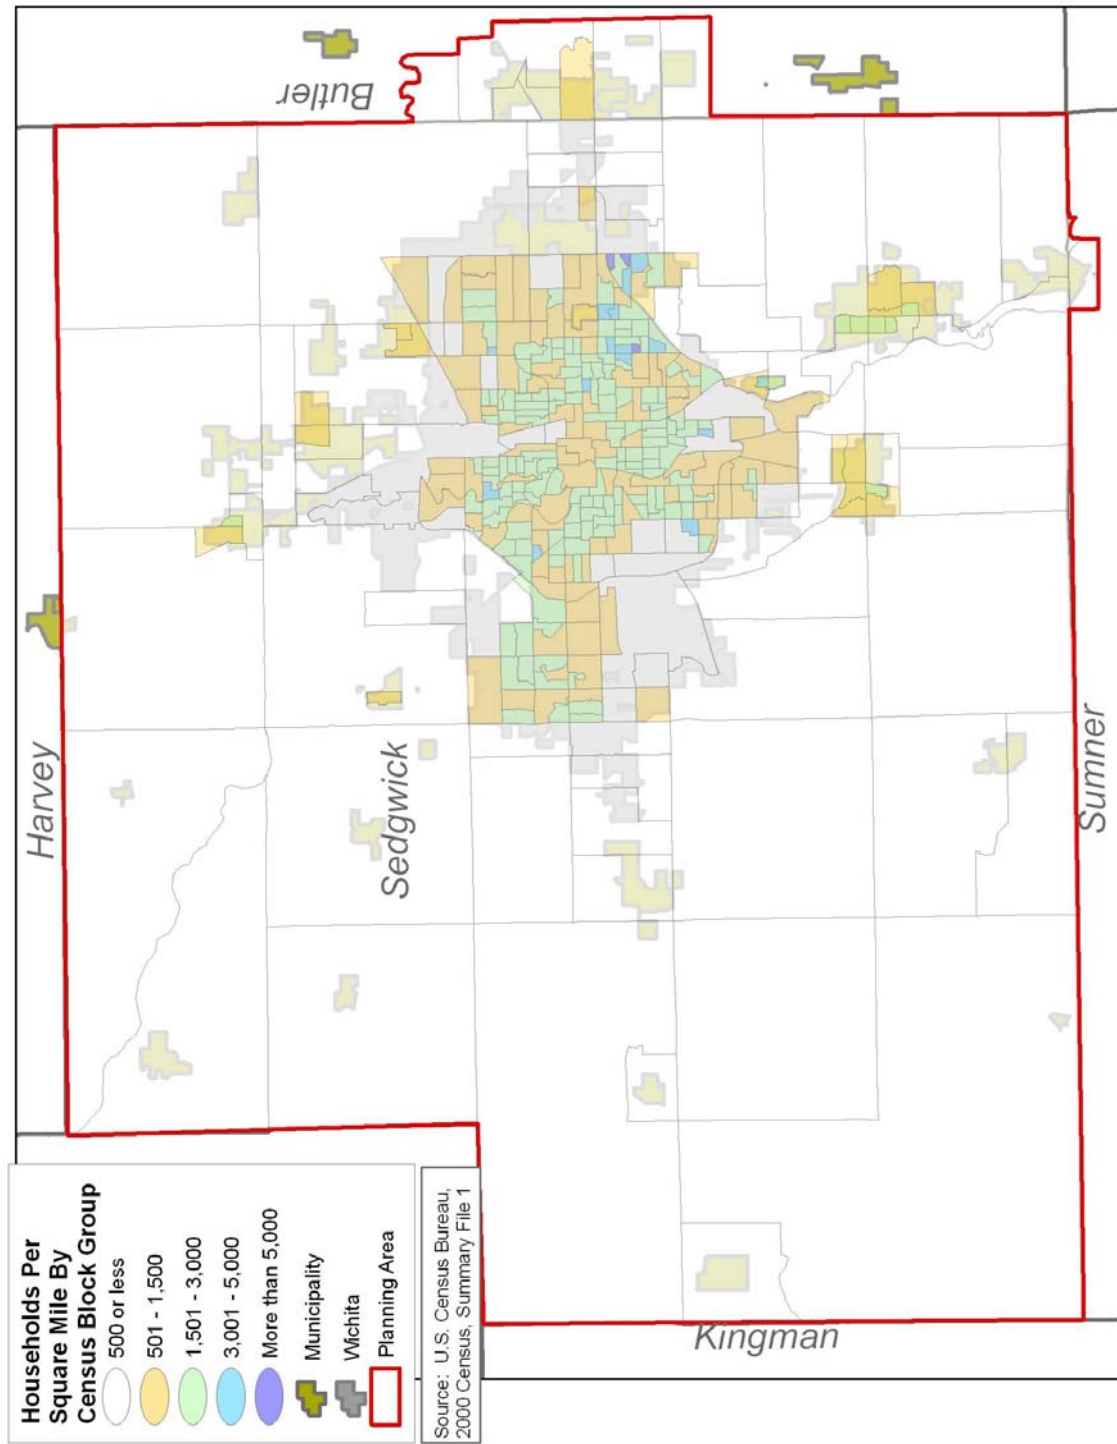 Households Per
Square Mile By
Census Block Group
500 or less
501 - 1,500
1,501 - 3,000
3,001 - 5,000
More than 5,000
Municipality
Wichita
Planning Area
Source: U.S. Census Bureau,
2000 Census, Summary File 1
Harvey
Butler
Sedgwick
Kingman
Sumner